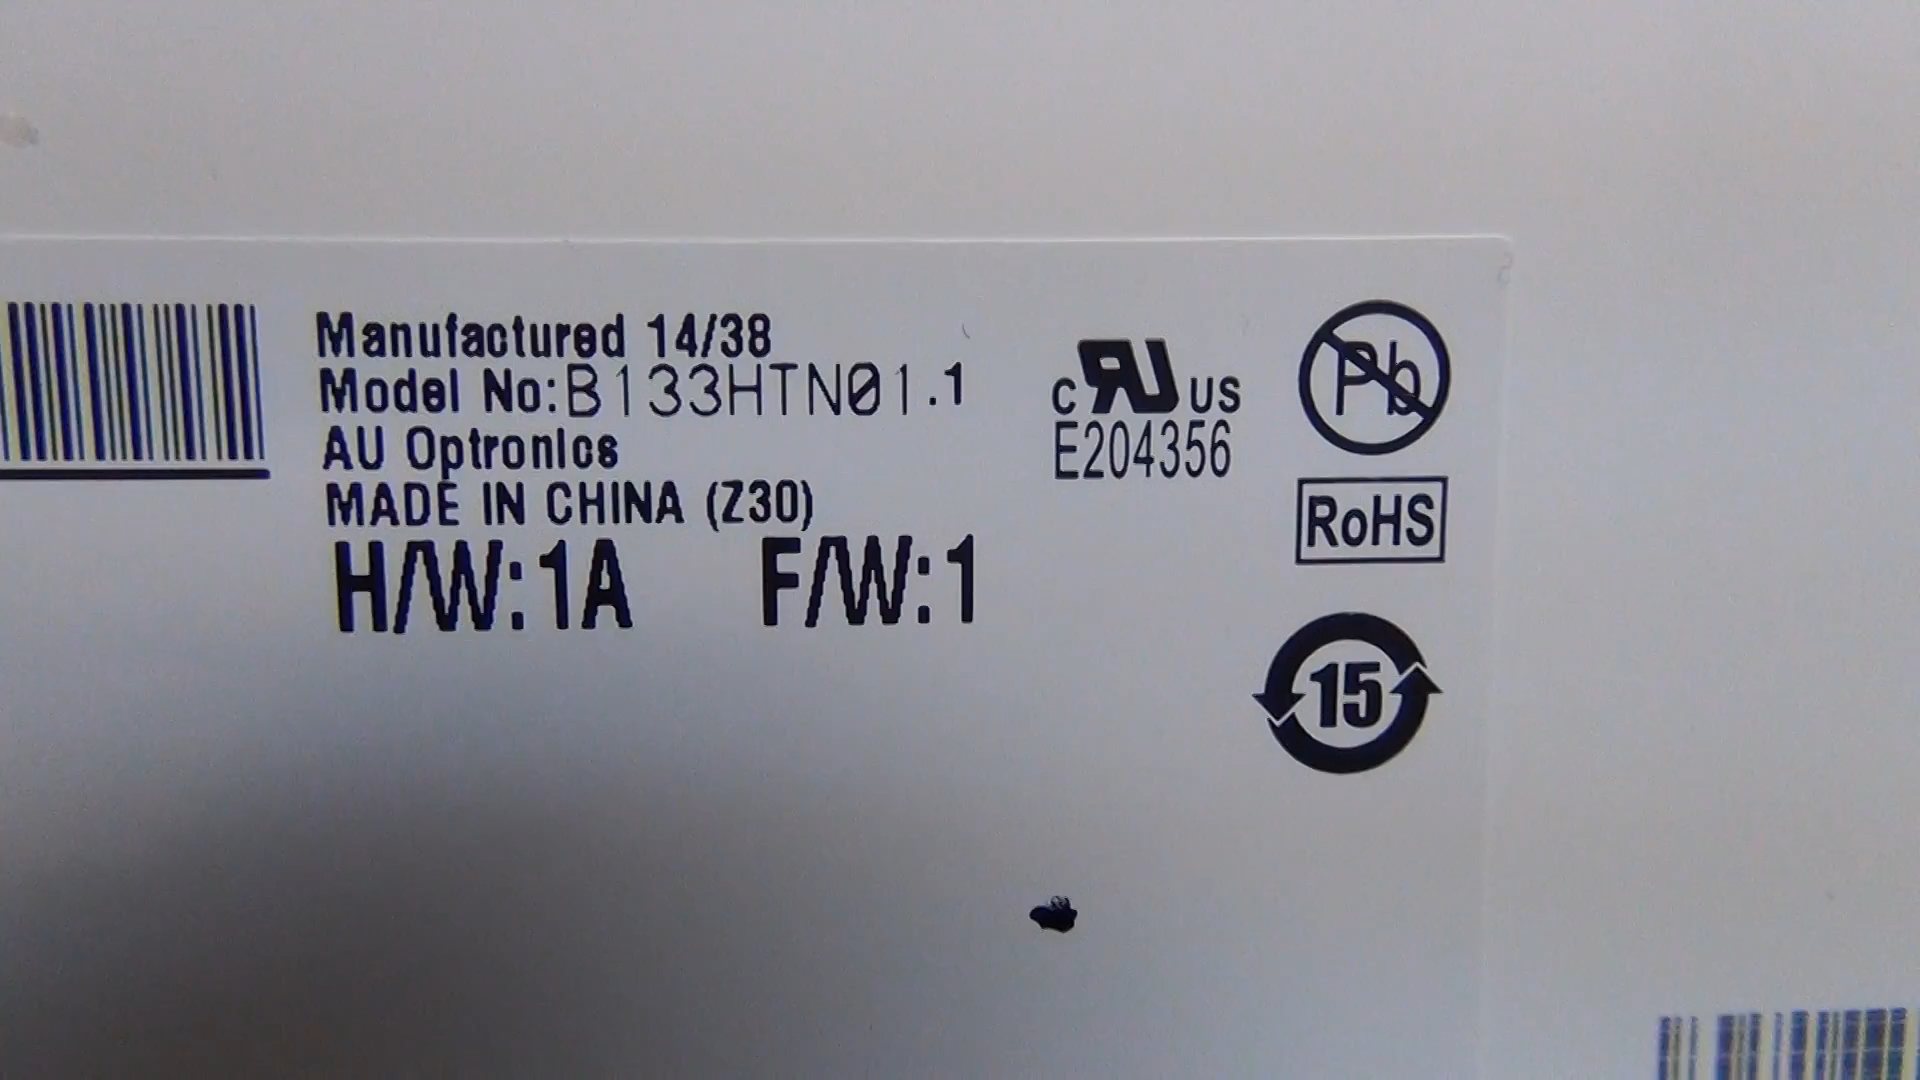 Manufactured 14/38
Model No:B133HTN01.1
AU Optronics
MADE IN CHINA (Z30)
H/W:1A F/W:1
c RU US
E204356
Pb
RoHS
15